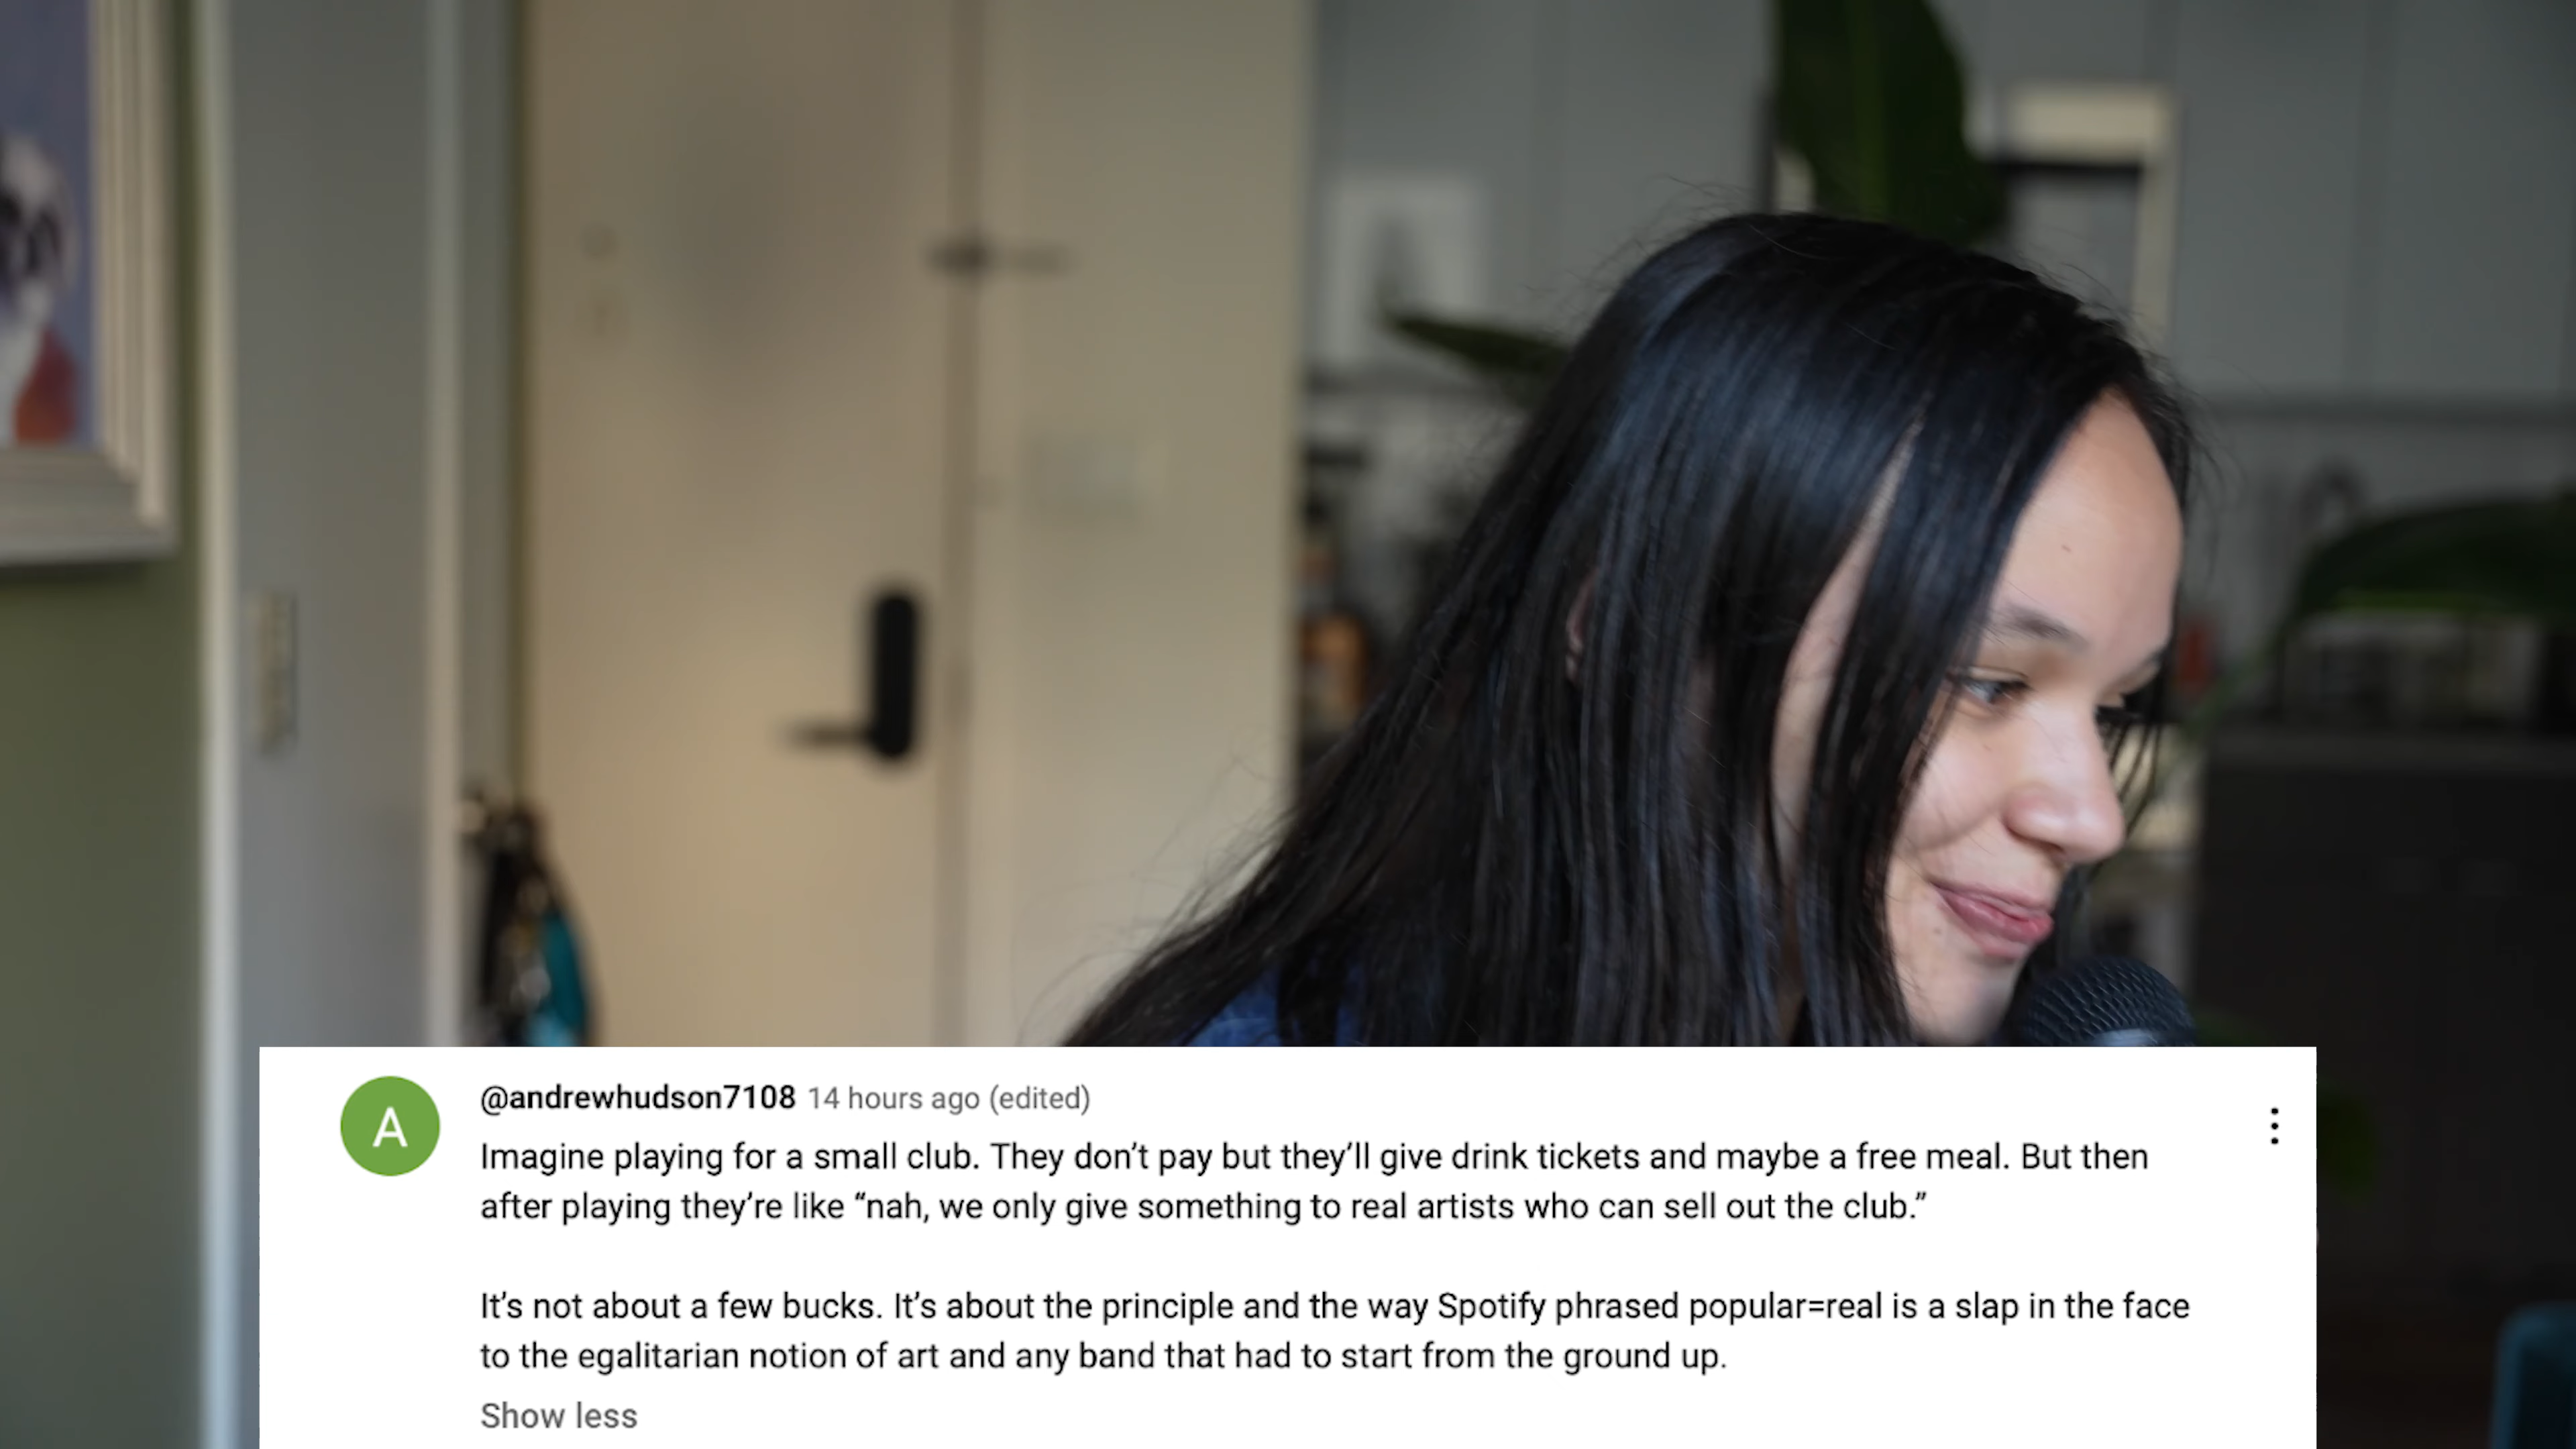 A
@andrewhudson7108 14 hours ago (edited)
Imagine playing for a small club. They don’t pay but they’ll give drink tickets and maybe a free meal. But then
after playing they’re like “nah, we only give something to real artists who can sell out the club.”
It’s not about a few bucks. It’s about the principle and the way Spotify phrased popular=real is a slap in the face
to the egalitarian notion of art and any band that had to start from the ground up.
Show less